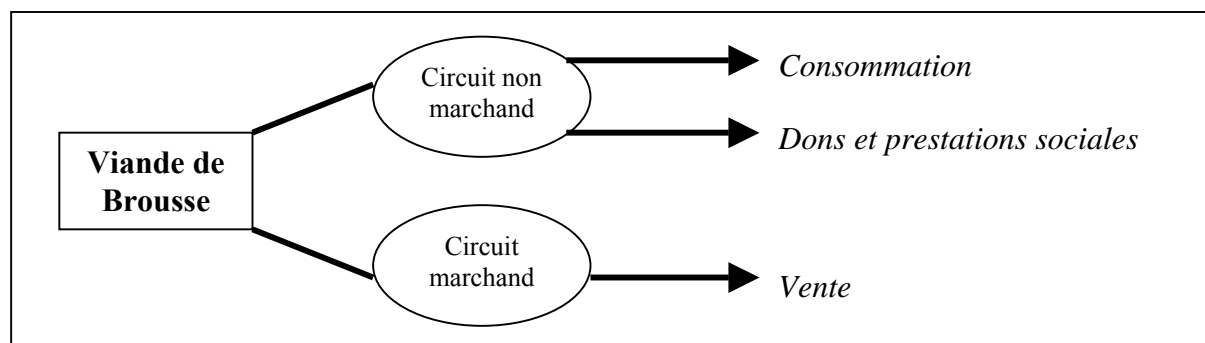 Viande de
Brousse
Circuit non
marchand
Consommation
Dons et prestations sociales
Circuit
marchand
Vente